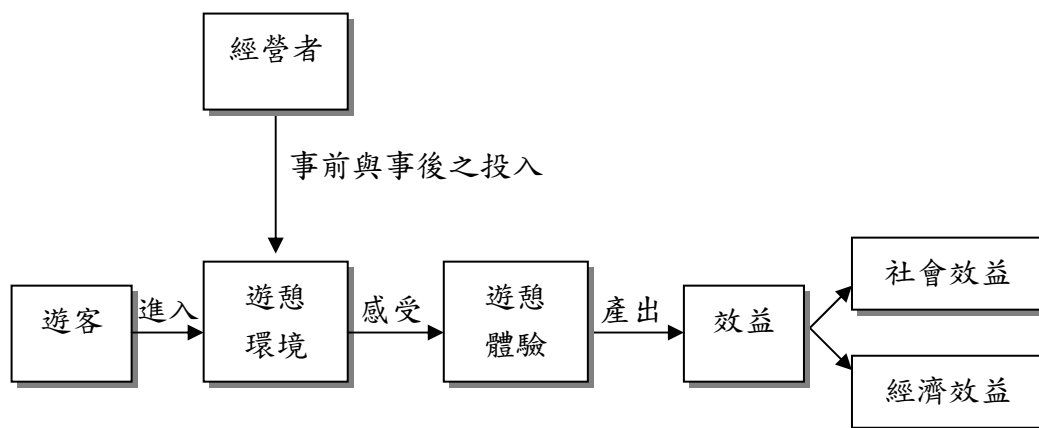 經營者
事前與事後之投入
遊客
進入
遊憩
環境
感受
遊憩
體驗
產出
效益
社會效益
經濟效益